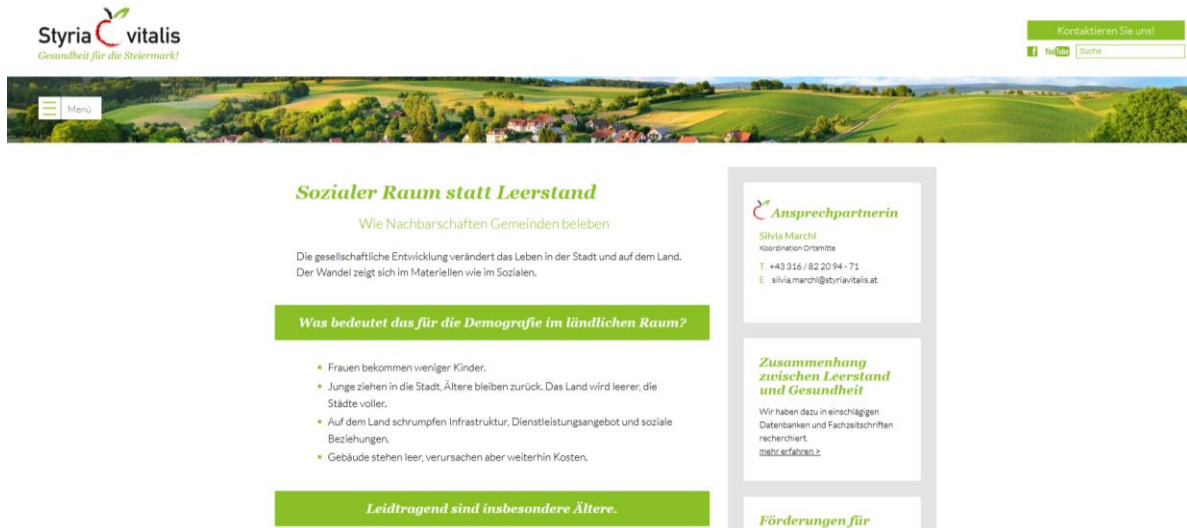 Styria vitalis
Gesundheit für die Steiermark!
Kontaktieren Sie uns!
f YouTube Suche
Menü
Sozialer Raum statt Leerstand
Wie Nachbarschaften Gemeinden beleben
Die gesellschaftliche Entwicklung verändert das Leben in der Stadt und auf dem Land.
Der Wandel zeigt sich im Materiellen wie im Sozialen.
Was bedeutet das für die Demografie im ländlichen Raum?
Frauen bekommen weniger Kinder.
Junge ziehen in die Stadt, Ältere bleiben zurück. Das Land wird leerer, die
Städte voller.
Auf dem Land schrumpfen Infrastruktur, Dienstleistungsangebot und soziale
Beziehungen.
Gebäude stehen leer, verursachen aber weiterhin Kosten.
Leidtragend sind insbesondere Ältere.
Ansprechpartnerin
Silvia Marchl
Koordination Ortsmitte
T +43 316 / 82 20 94 - 71
E silvia.marchl@styriavitalis.at
Zusammenhang
zwischen Leerstand
und Gesundheit
Wir haben dazu in einschlägigen
Datenbanken und Fachzeitschriften
recherchiert.
mehr erfahren >
Förderungen für